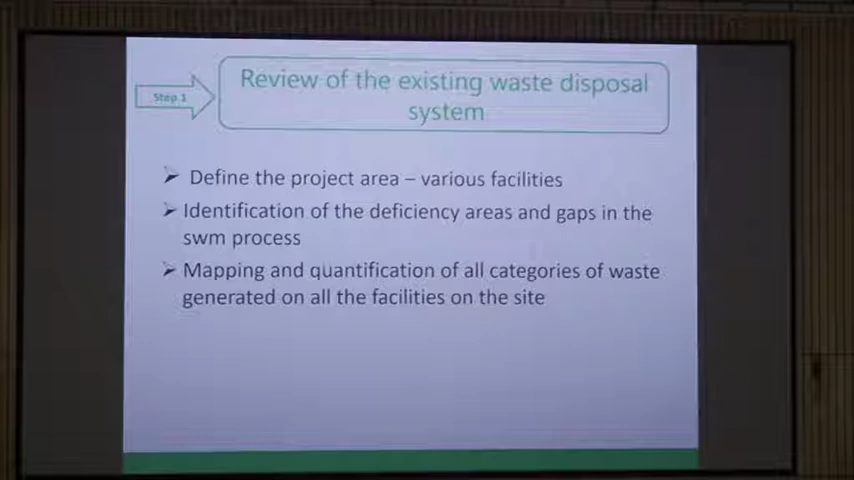 Step 1
Review of the existing waste disposal
system
➢ Define the project area – various facilities
➢ Identification of the deficiency areas and gaps in the
swm process
➢ Mapping and quantification of all categories of waste
generated on all the facilities on the site